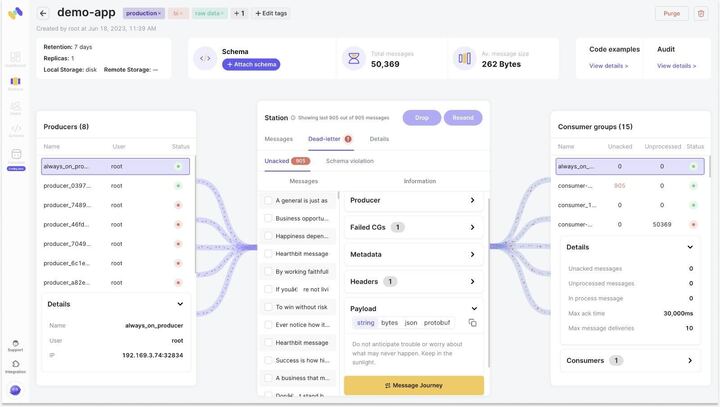 demo-app
production ×
bi ×
raw data ×
+ 1
+ Edit tags
Purge
Created by root at Jun 18, 2023, 11:39 AM
Retention: 7 days
Replicas: 1
Local Storage: disk Remote Storage: —
Schema
+ Attach schema
Total messages
50,369
Av. message size
262 Bytes
Code examples
View details >
Audit
View details >
Producers (8)
Name User Status
always_on_pro... root
producer_0397... root
producer_7489... root
producer_46fd... root
producer_7049... root
producer_6c1e... root
producer_a82e... root
Details
Name always_on_producer
User root
IP 192.169.3.74:32834
Station
Showing last 905 out of 905 messages
Drop
Resend
Messages Dead-letter Details
Unacked 905 Schema violation
Messages Information
A general is just as
Business opportu...
Happiness depen...
Hearthbit message
By working faithfull
If youâ€ re not livi
To win without risk
Ever notice how it...
Hearthbit message
Success is how hi...
A business that m...
Producer
Failed CGs 1
Metadata
Headers 1
Payload
string bytes json protobuf
Do not anticipate trouble or worry about
what may never happen. Keep in the
sunlight.
Message Journey
Consumer groups (15)
Name Unacked Unprocessed Status
always_on_... 0 0
consumer-... 905 0
consumer_1... 0 0
consumer-... 0 50369
Details
Unacked messages 0
Unprocessed messages 0
In process message 0
Max ack time 30,000ms
Max message deliveries 10
Consumers 1
Support
Integration